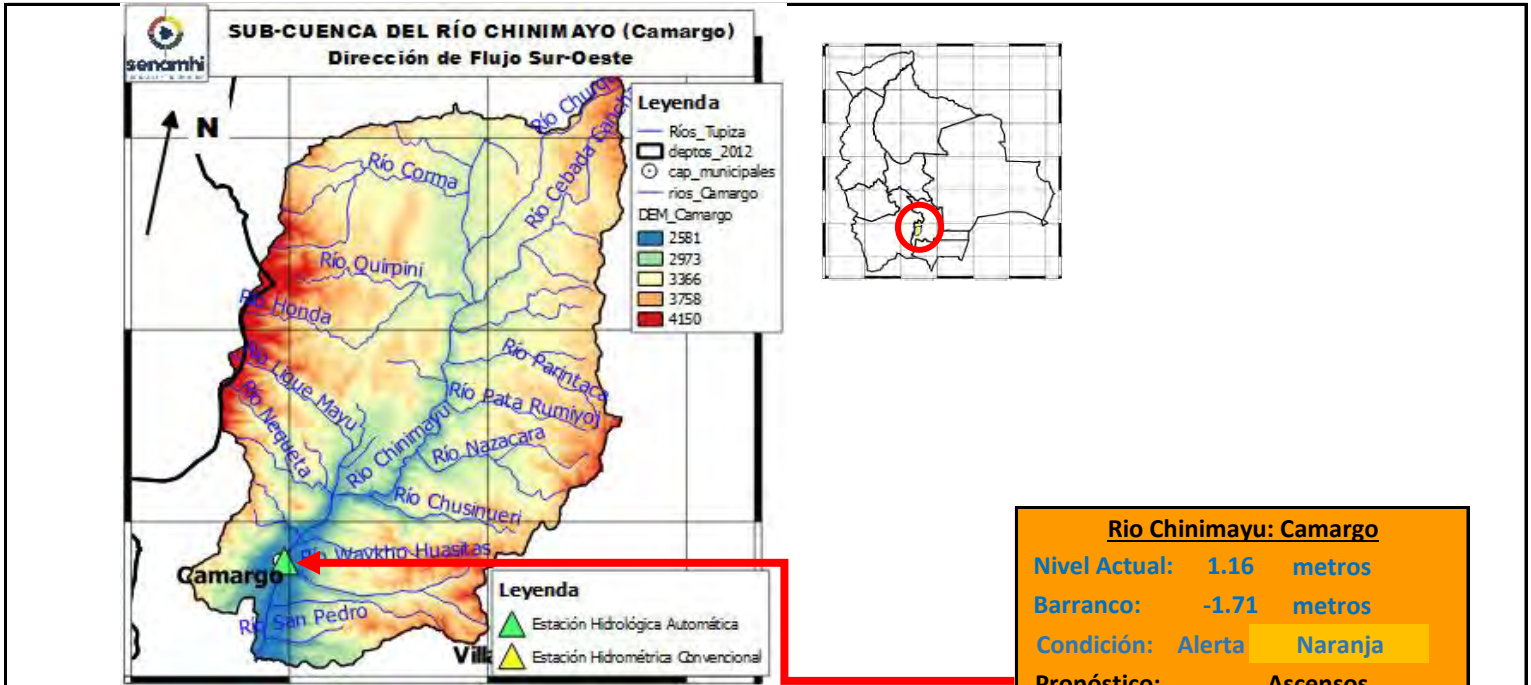 SUB-CUENCA DEL RÍO CHINIMAYO (Camargo)
Dirección de Flujo Sur-Oeste
senamhi
N
Leyenda
Ríos_Tupiza
deptos_2012
cap_municipales
rios_Camargo
DEM_Camargo
2581
2973
3366
3758
4150
Río Corma
Río Cebada
Río Quirpini
Río Honda
Río Lique Mayu
Río Nequeta
Río Parintaca
Río Pata Rumiyoj
Rio Chinimayu
Río Nazacara
Río Chusinueri
Río Waykho Huasitas
Camargo
Río San Pedro
Leyenda
Estación Hidrológica Automática
Estación Hidrométrica Convencional
Rio Chinimayu: Camargo
Nivel Actual: 1.16 metros
Barranco: -1.71 metros
Condición: Alerta Naranja
Pronóstico: Ascensos